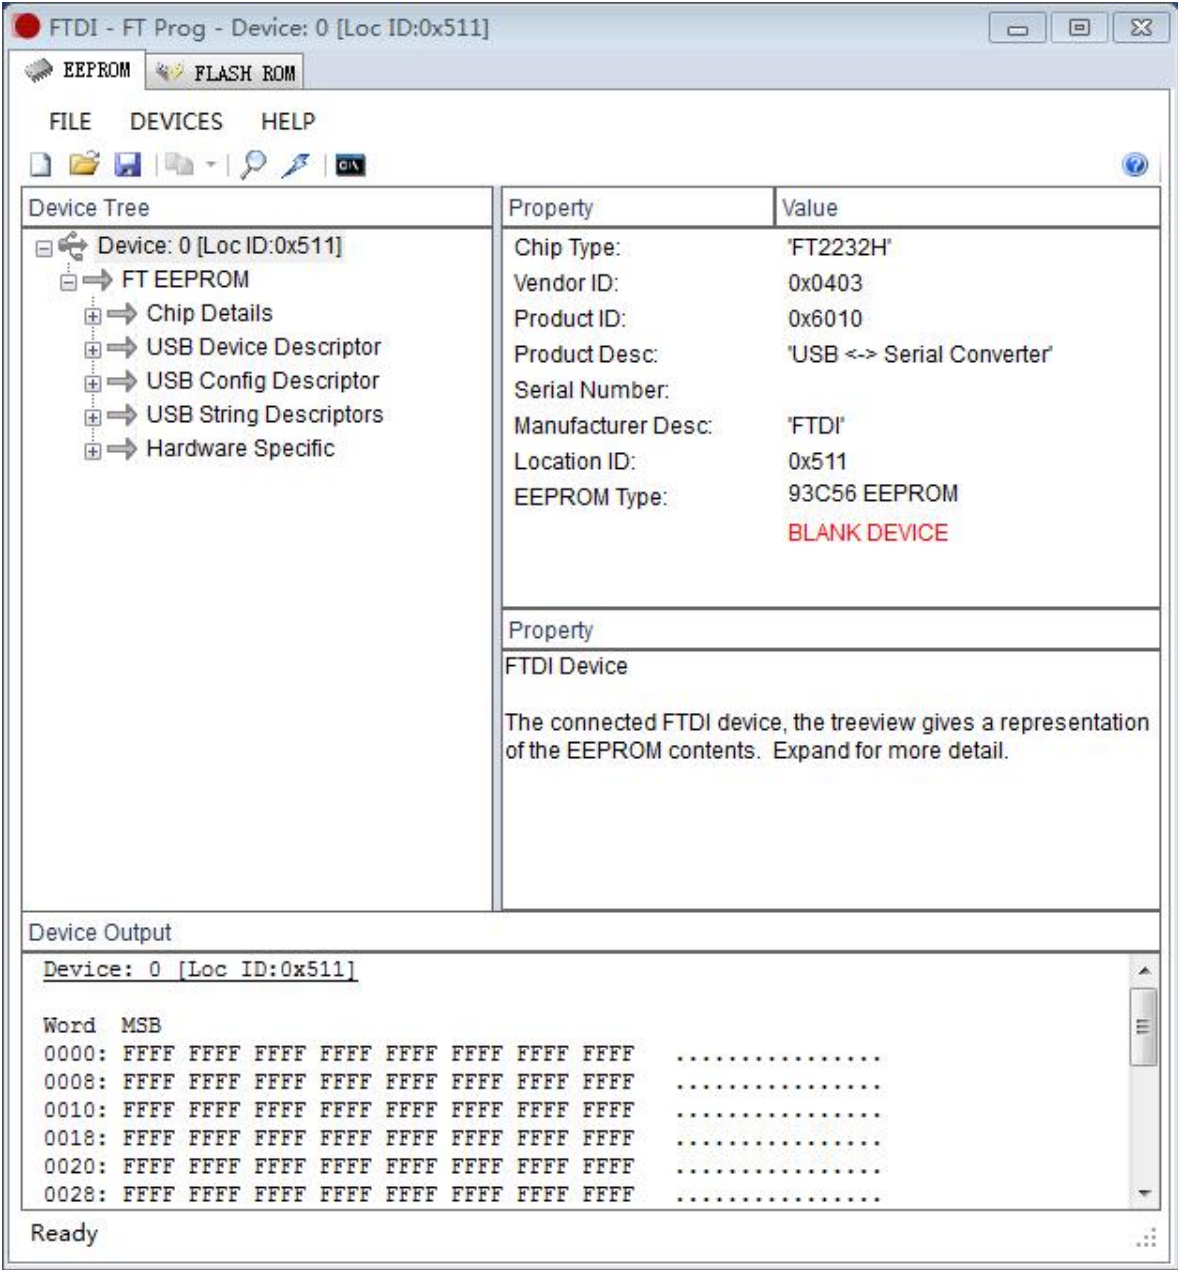 FTDI - FT Prog - Device: 0 [Loc ID:0x511]
EEPROM FLASH ROM
FILE DEVICES HELP
C:\
Device Tree
Device: 0 [Loc ID:0x511]
FT EEPROM
Chip Details
USB Device Descriptor
USB Config Descriptor
USB String Descriptors
Hardware Specific
Property Value
Chip Type: 'FT2232H'
Vendor ID: 0x0403
Product ID: 0x6010
Product Desc: 'USB <-> Serial Converter'
Serial Number:
Manufacturer Desc: 'FTDI'
Location ID: 0x511
EEPROM Type: 93C56 EEPROM
BLANK DEVICE
Property
FTDI Device
The connected FTDI device, the treeview gives a representation
of the EEPROM contents.  Expand for more detail.
Device Output
Device: 0 [Loc ID:0x511]
Word  MSB
0000: FFFF FFFF FFFF FFFF FFFF FFFF FFFF FFFF   ................
0008: FFFF FFFF FFFF FFFF FFFF FFFF FFFF FFFF   ................
0010: FFFF FFFF FFFF FFFF FFFF FFFF FFFF FFFF   ................
0018: FFFF FFFF FFFF FFFF FFFF FFFF FFFF FFFF   ................
0020: FFFF FFFF FFFF FFFF FFFF FFFF FFFF FFFF   ................
0028: FFFF FFFF FFFF FFFF FFFF FFFF FFFF FFFF   ................
Ready